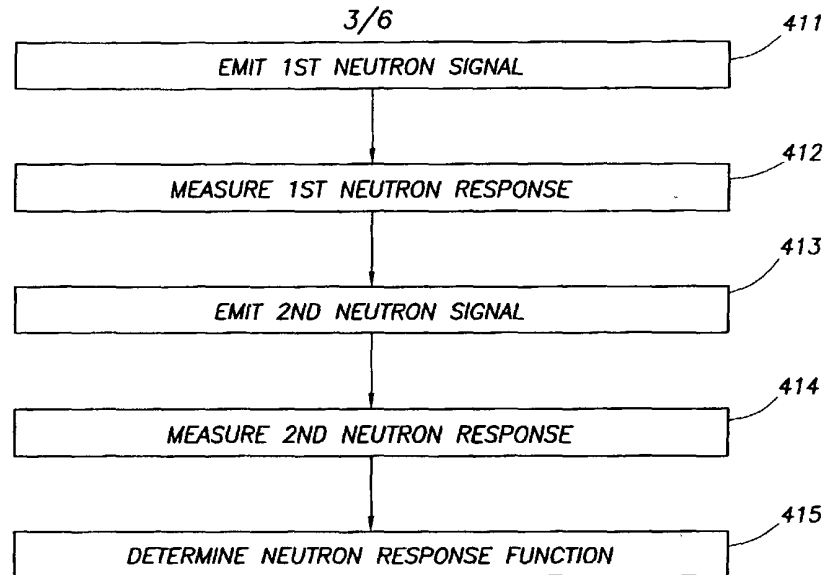 3/6
411
EMIT 1ST NEUTRON SIGNAL
412
MEASURE 1ST NEUTRON RESPONSE
413
EMIT 2ND NEUTRON SIGNAL
414
MEASURE 2ND NEUTRON RESPONSE
415
DETERMINE NEUTRON RESPONSE FUNCTION